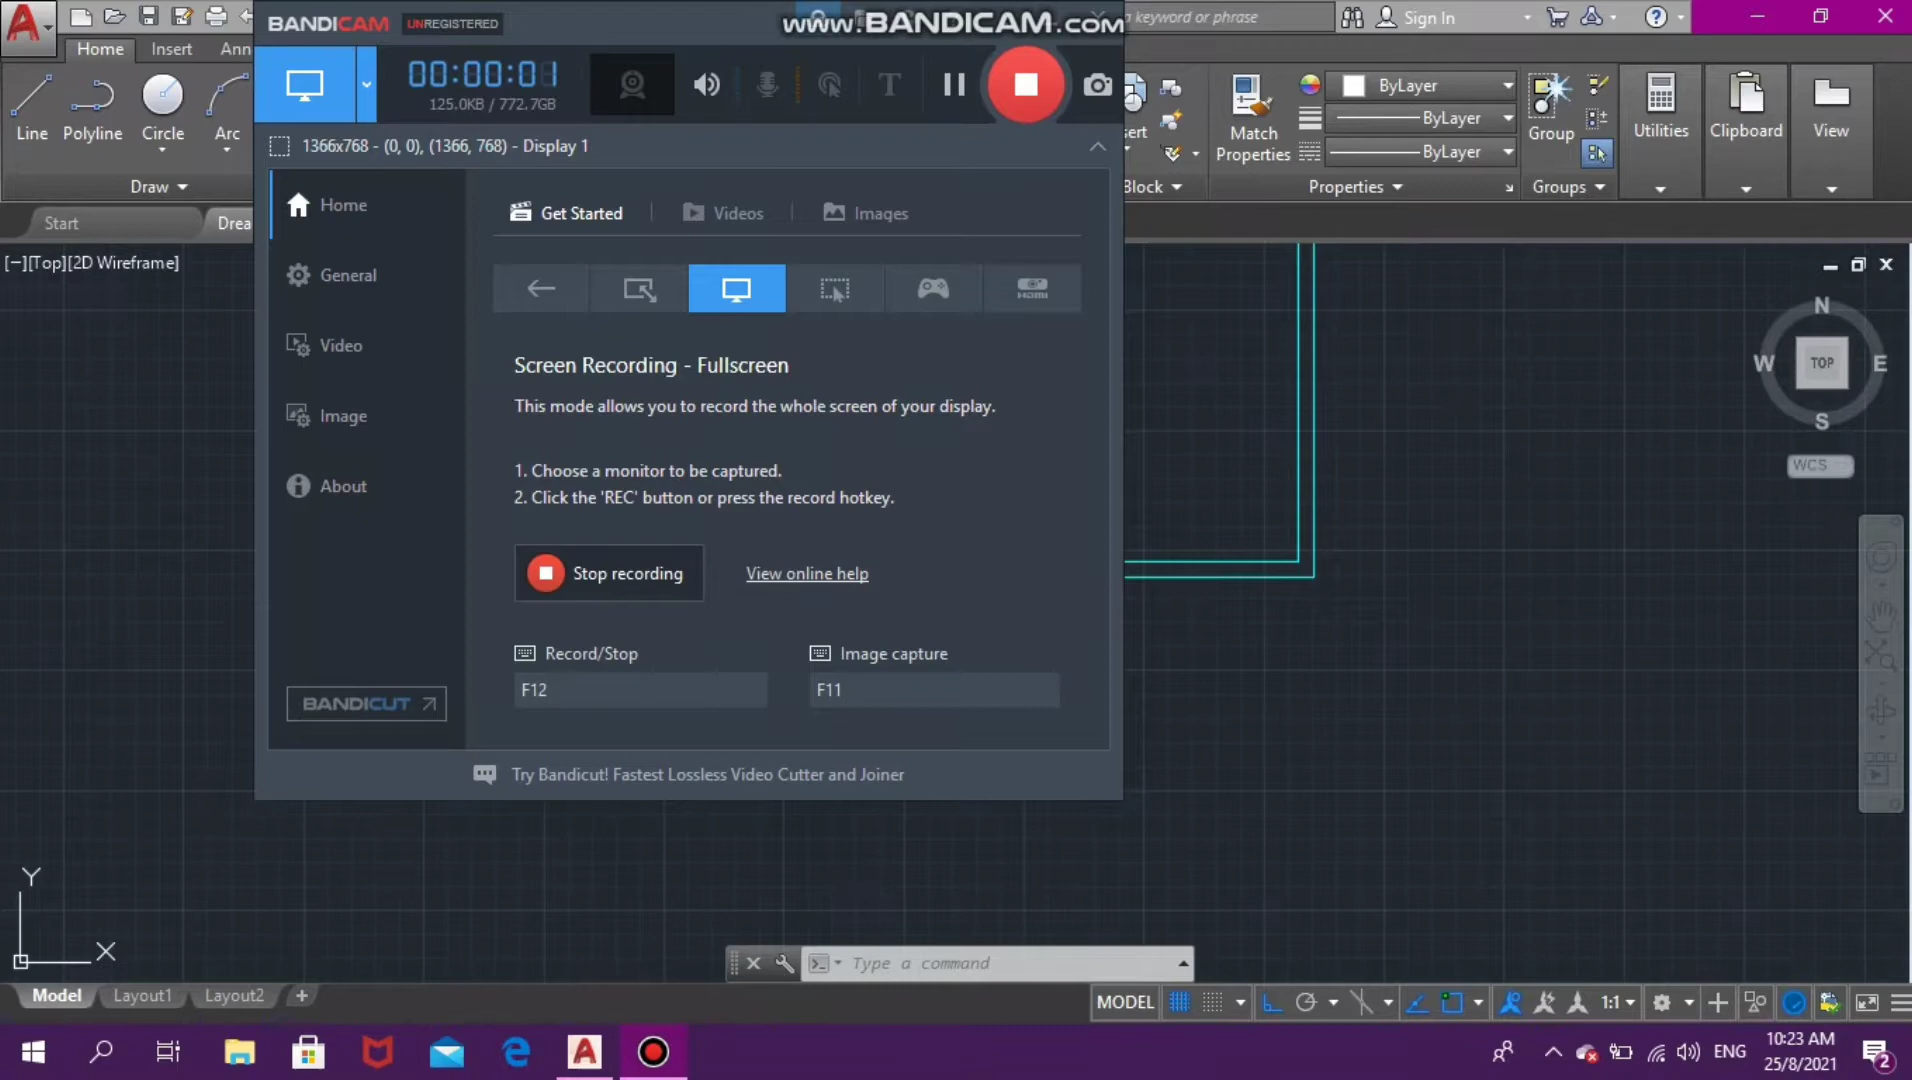 BANDICAM UNREGISTERED
www.BANDICAM.com
a keyword or phrase
Sign In
Home Insert Ann
00:00:01
125.0KB / 772.7GB
Line Polyline Circle Arc
Draw
1366x768 - (0, 0), (1366, 768) - Display 1
Block
Match
Properties
ByLayer
ByLayer
ByLayer
Properties
Group
Groups
Utilities
Clipboard
View
Start
Drea
[−][Top][2D Wireframe]
Home
General
Video
Image
About
BANDICUT
Get Started Videos Images
HDMI
Screen Recording - Fullscreen
This mode allows you to record the whole screen of your display.
1. Choose a monitor to be captured.
2. Click the 'REC' button or press the record hotkey.
Stop recording View online help
Record/Stop Image capture
F12 F11
Try Bandicut! Fastest Lossless Video Cutter and Joiner
N
W TOP E
S
WCS
Y
X
Type a command
Model Layout1 Layout2
MODEL 1:1
ENG
10:23 AM
25/8/2021
2